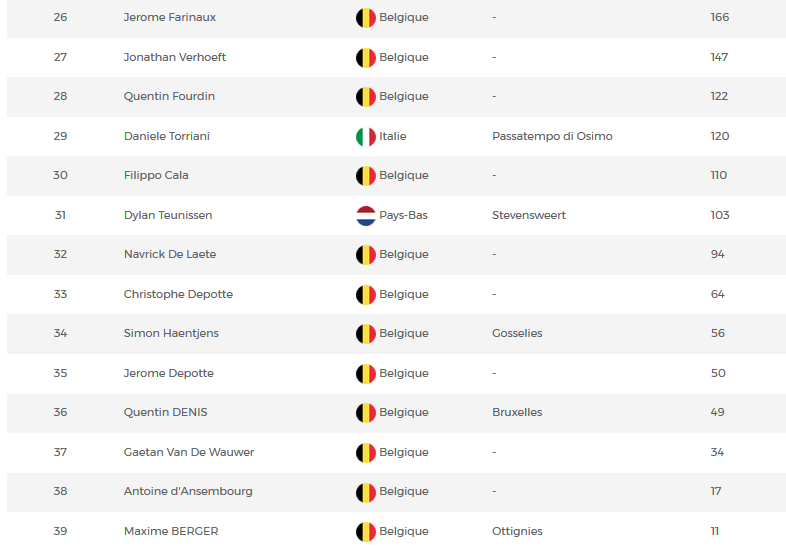 26 Jerome Farinaux Belgique - 166
27 Jonathan Verhoeft Belgique - 147
28 Quentin Fourdin Belgique - 122
29 Daniele Torriani Italie Passatempo di Osimo 120
30 Filippo Cala Belgique - 110
31 Dylan Teunissen Pays-Bas Stevensweert 103
32 Navrick De Laete Belgique - 94
33 Christophe Depotte Belgique - 64
34 Simon Haentjens Belgique Gosselies 56
35 Jerome Depotte Belgique - 50
36 Quentin DENIS Belgique Bruxelles 49
37 Gaetan Van De Wauwer Belgique - 34
38 Antoine d'Ansembourg Belgique - 17
39 Maxime BERGER Belgique Ottignies 11